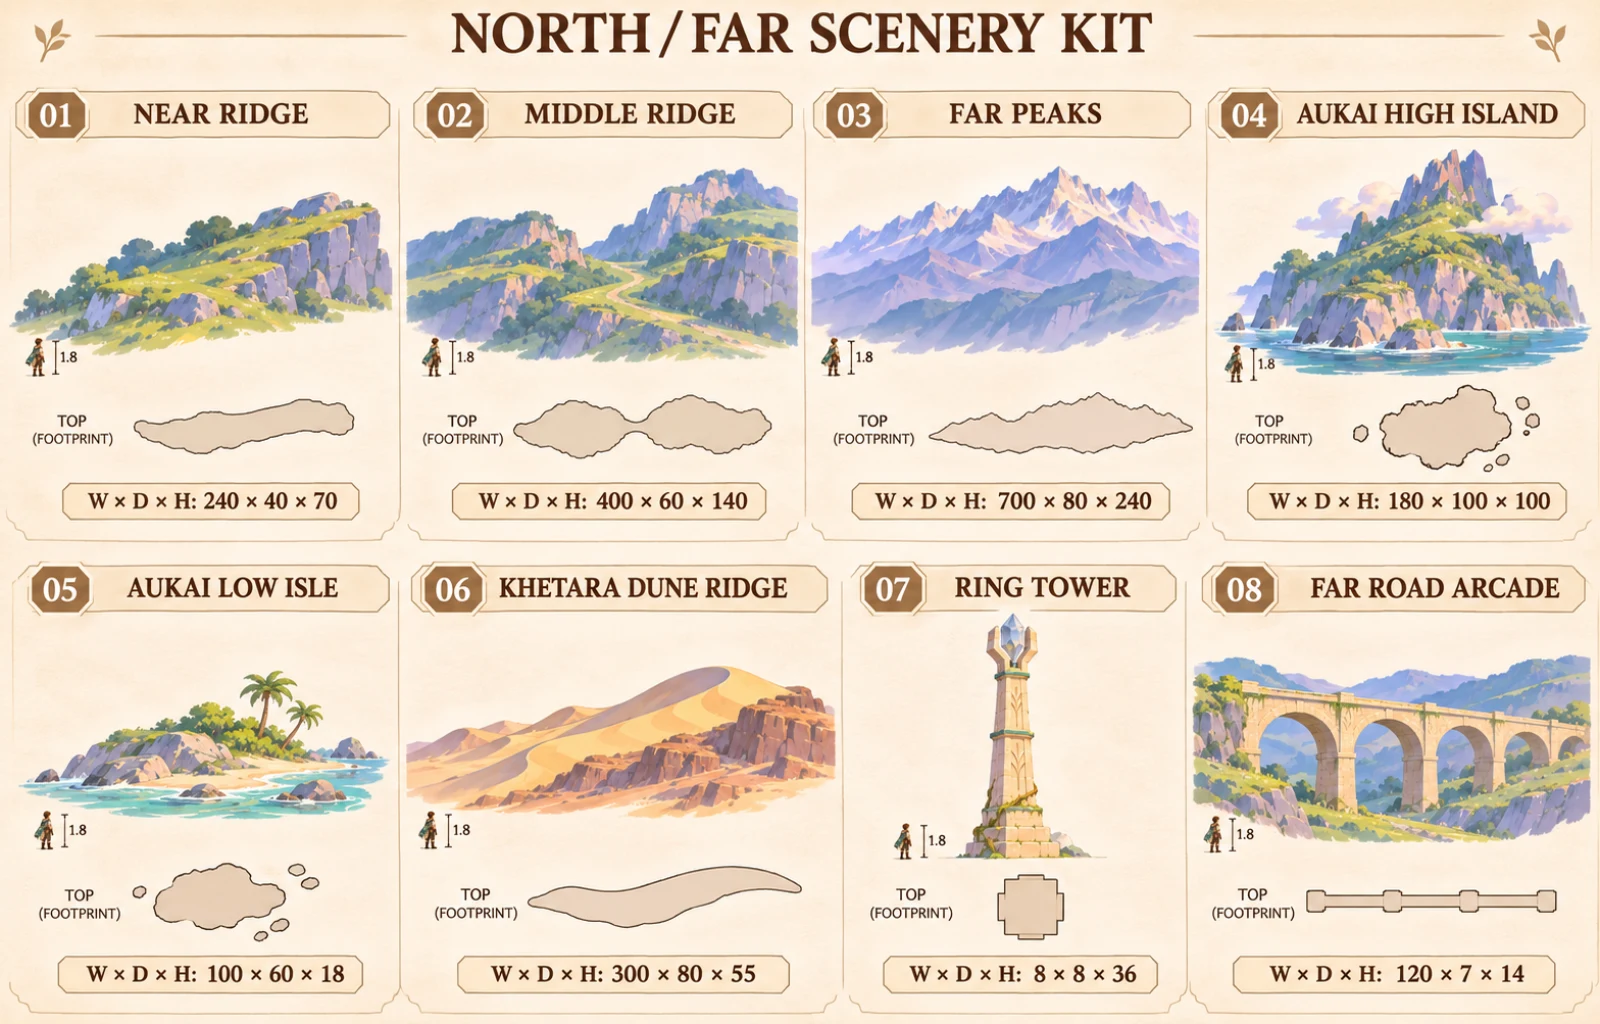 NORTH / FAR SCENERY KIT
01 NEAR RIDGE
1.8
TOP
(FOOTPRINT)
W × D × H: 240 × 40 × 70
02 MIDDLE RIDGE
1.8
TOP
(FOOTPRINT)
W × D × H: 400 × 60 × 140
03 FAR PEAKS
1.8
TOP
(FOOTPRINT)
W × D × H: 700 × 80 × 240
04 AUKAI HIGH ISLAND
1.8
TOP
(FOOTPRINT)
W × D × H: 180 × 100 × 100
05 AUKAI LOW ISLE
1.8
TOP
(FOOTPRINT)
W × D × H: 100 × 60 × 18
06 KHETARA DUNE RIDGE
1.8
TOP
(FOOTPRINT)
W × D × H: 300 × 80 × 55
07 RING TOWER
1.8
TOP
(FOOTPRINT)
W × D × H: 8 × 8 × 36
08 FAR ROAD ARCADE
1.8
TOP
(FOOTPRINT)
W × D × H: 120 × 7 × 14